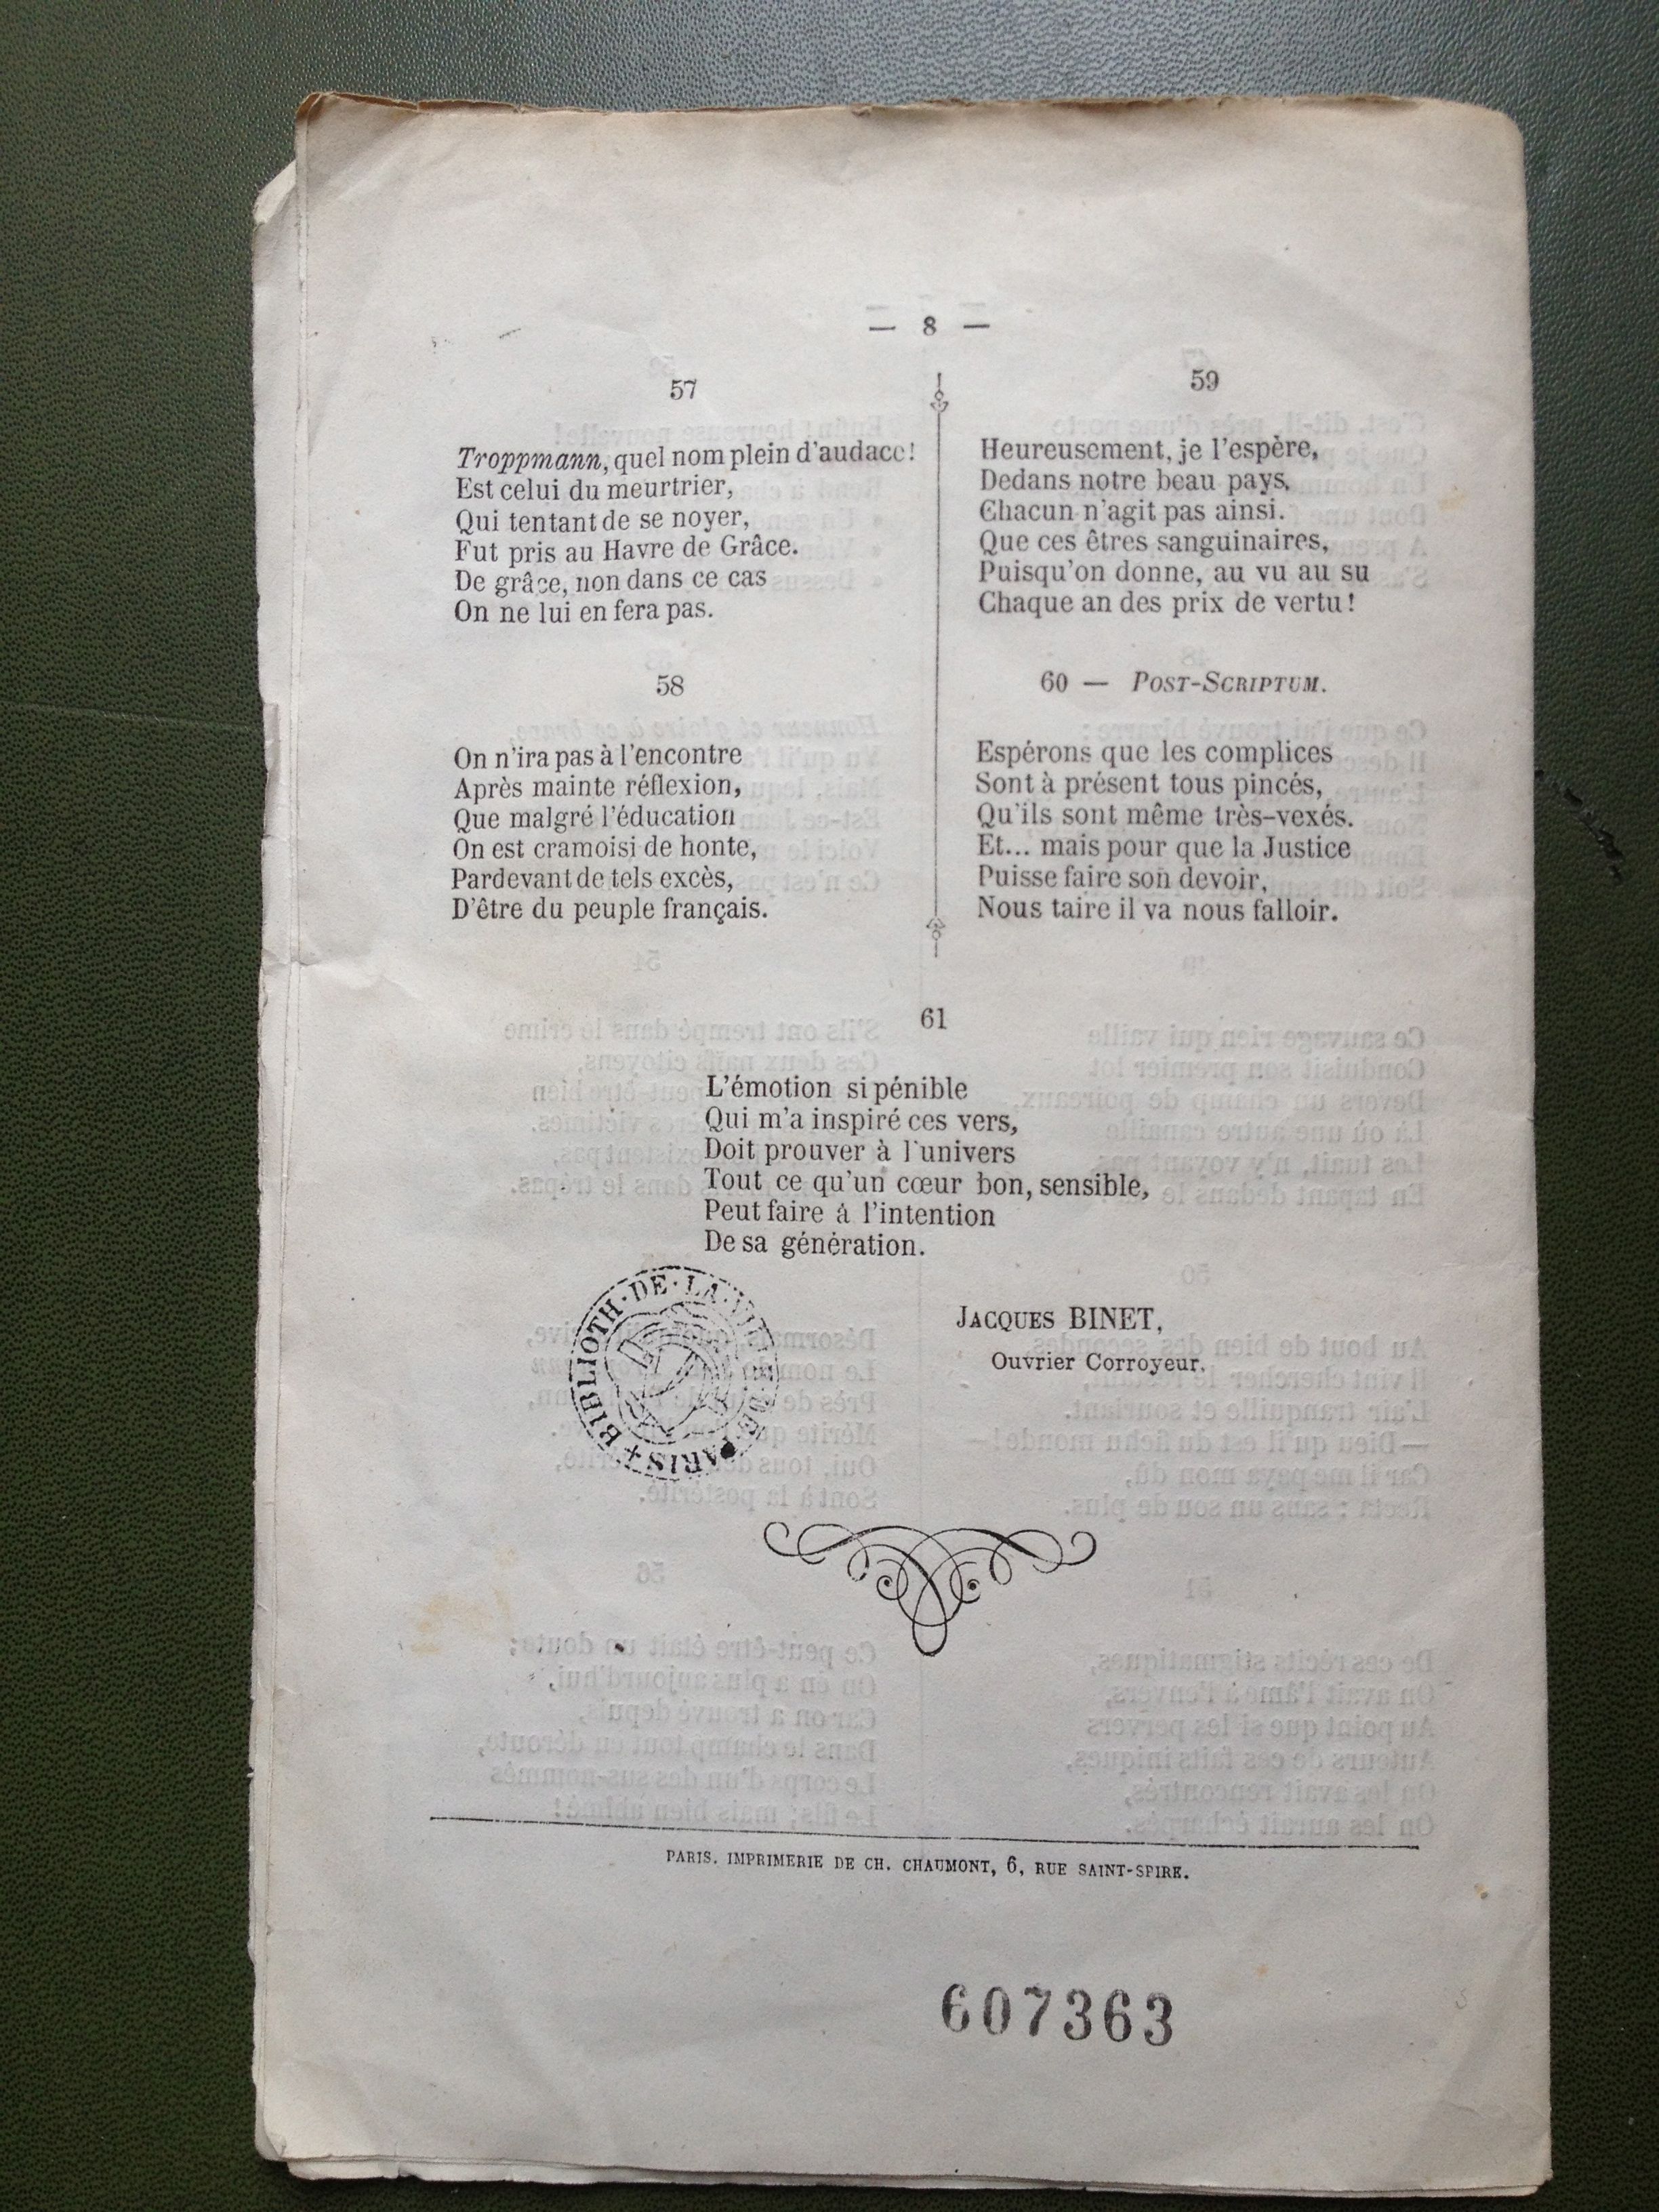 — 8 —
57
Troppmann, quel nom plein d'audace!
Est celui du meurtrier,
Qui tentant de se noyer,
Fut pris au Havre de Grâce.
De grâce, non dans ce cas
On ne lui en fera pas.
58
On n'ira pas à l'encontre
Après mainte réflexion,
Que malgré l'éducation
On est cramoisi de honte,
Pardevant de tels excès,
D'être du peuple français.
59
Heureusement, je l'espère,
Dedans notre beau pays,
Chacun n'agit pas ainsi.
Que ces êtres sanguinaires,
Puisqu'on donne, au vu au su
Chaque an des prix de vertu!
60 — POST-SCRIPTUM.
Espérons que les complices
Sont à présent tous pincés,
Qu'ils sont même très-vexés.
Et... mais pour que la Justice
Puisse faire son devoir,
Nous taire il va nous falloir.
61
L'émotion si pénible
Qui m'a inspiré ces vers,
Doit prouver à l'univers
Tout ce qu'un cœur bon, sensible,
Peut faire à l'intention
De sa génération.
JACQUES BINET,
Ouvrier Corroyeur.
BIBLIOTH·DE·LA·VILLE DE PARIS
PARIS. IMPRIMERIE DE CH. CHAUMONT, 6, RUE SAINT-SPIRE.
607363